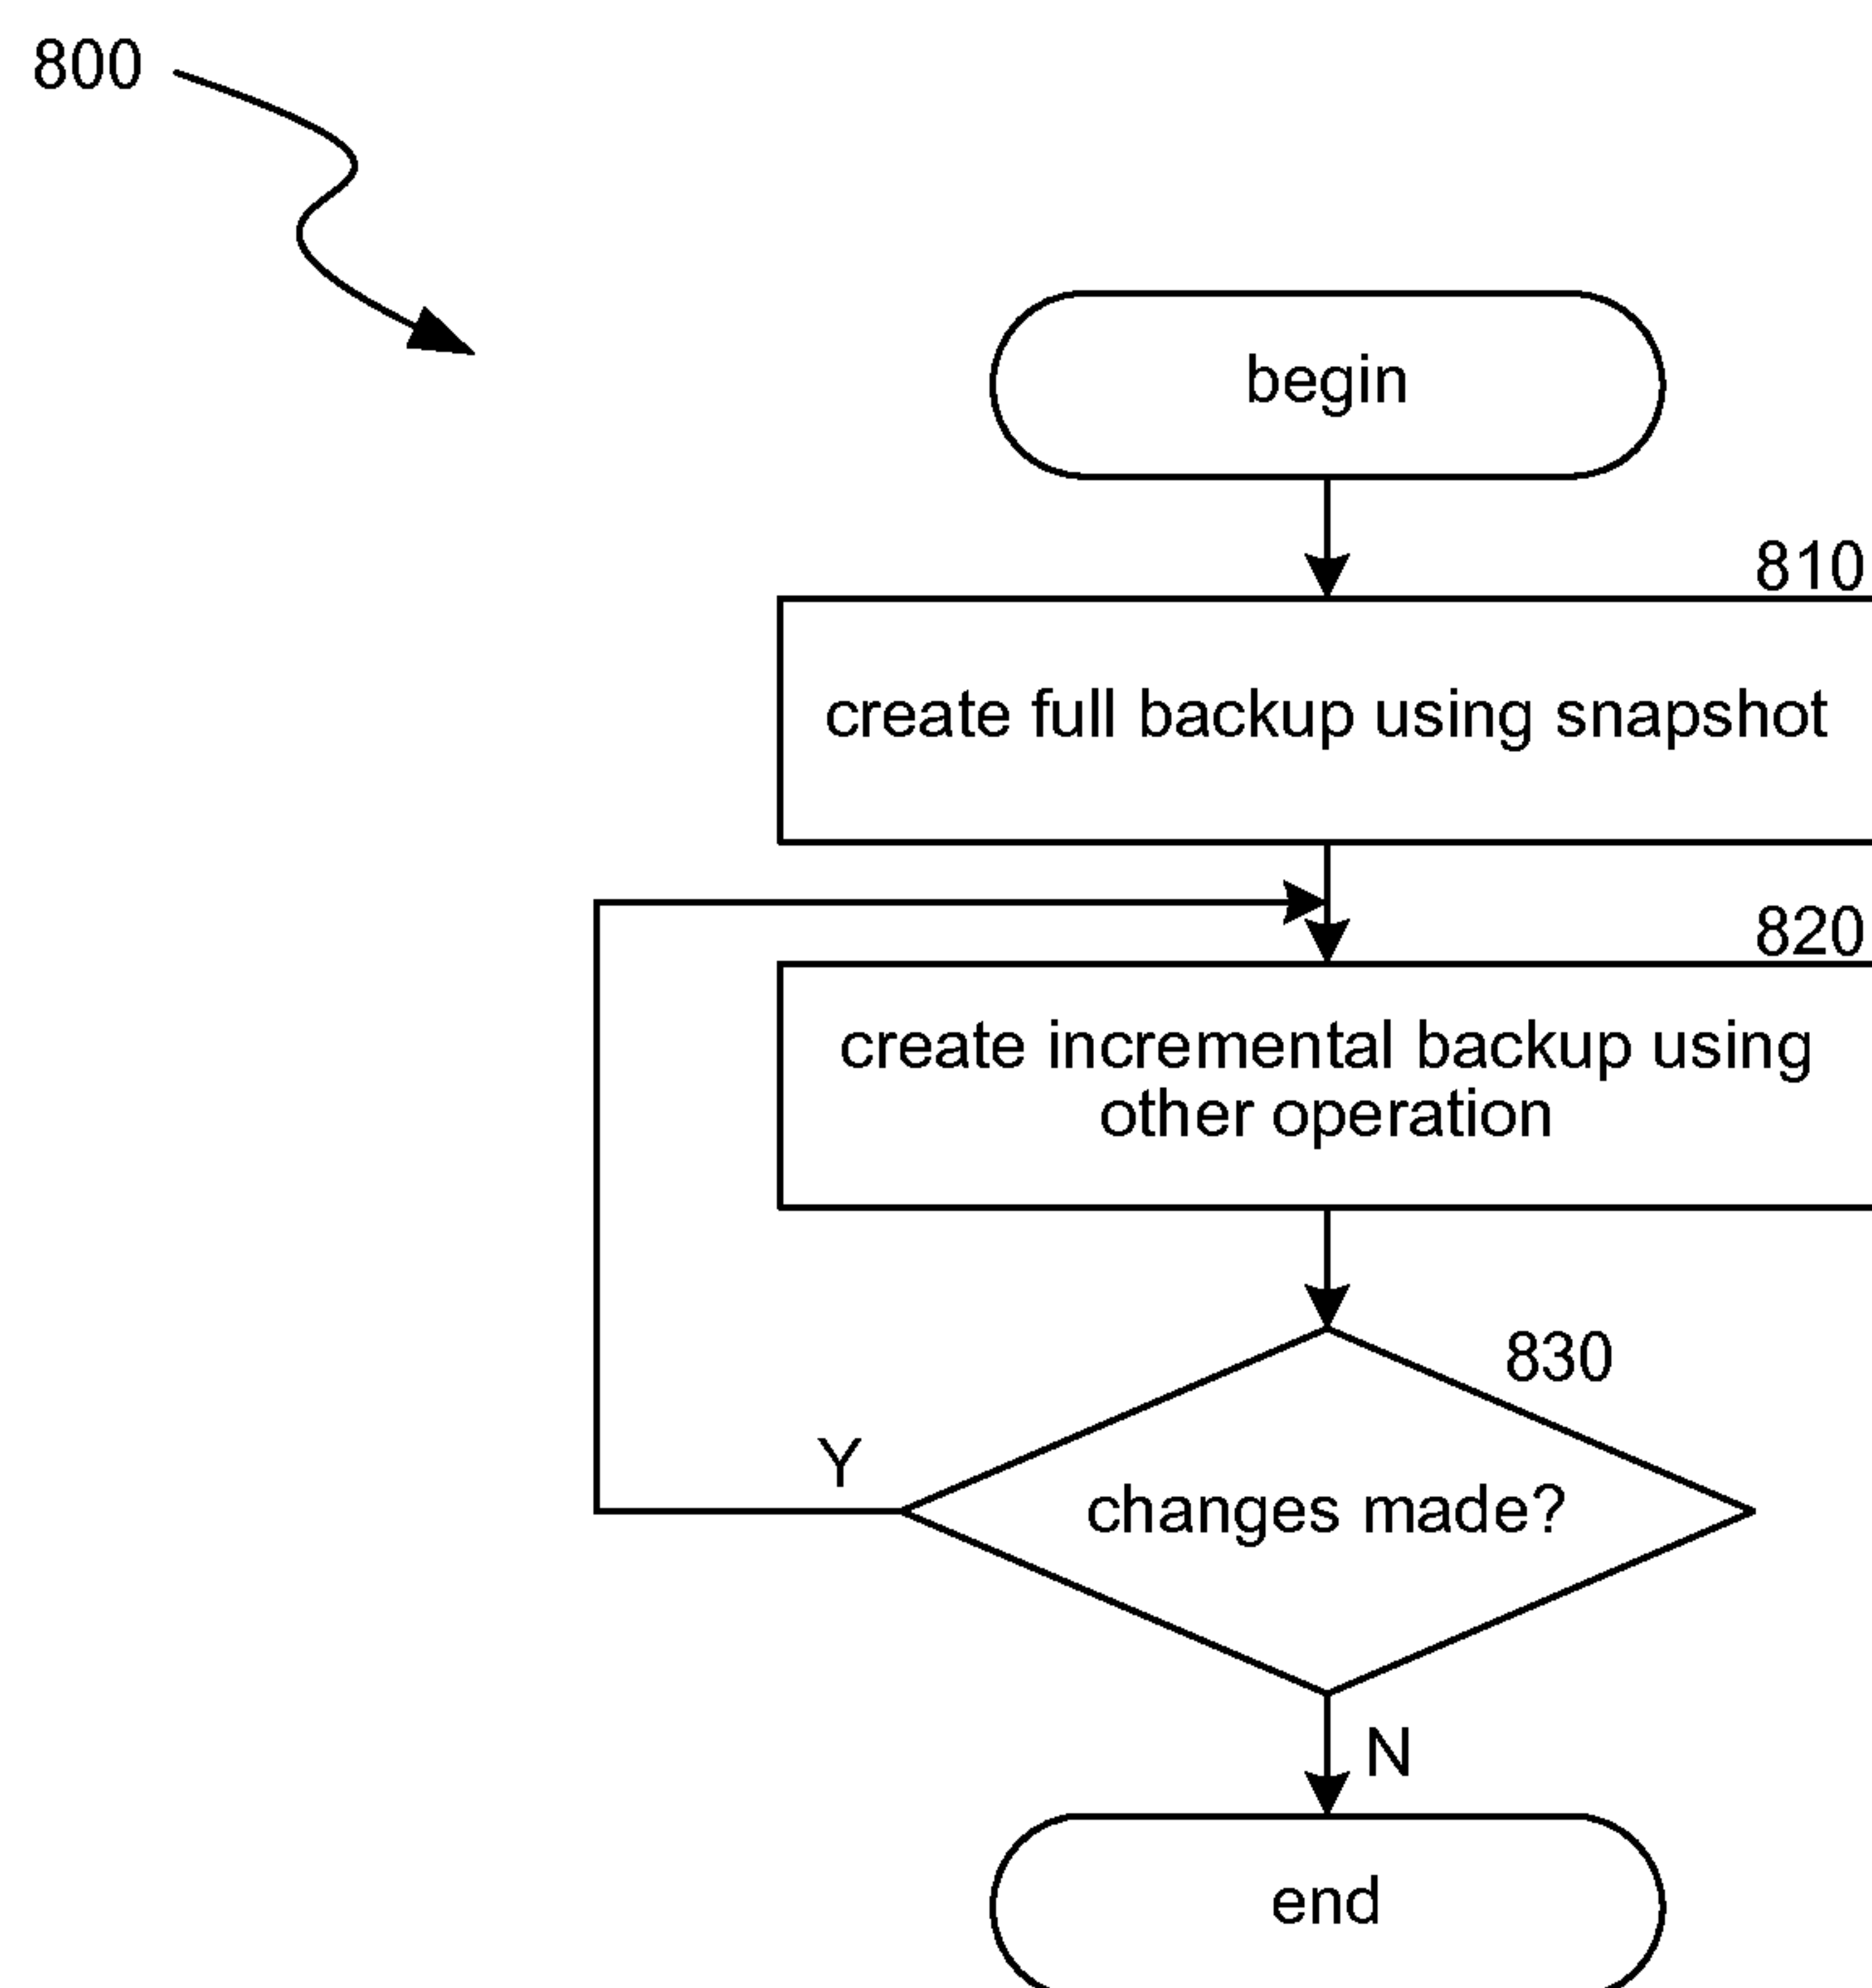 800
begin
810
create full backup using snapshot
820
create incremental backup using
other operation
830
Y
changes made?
N
end